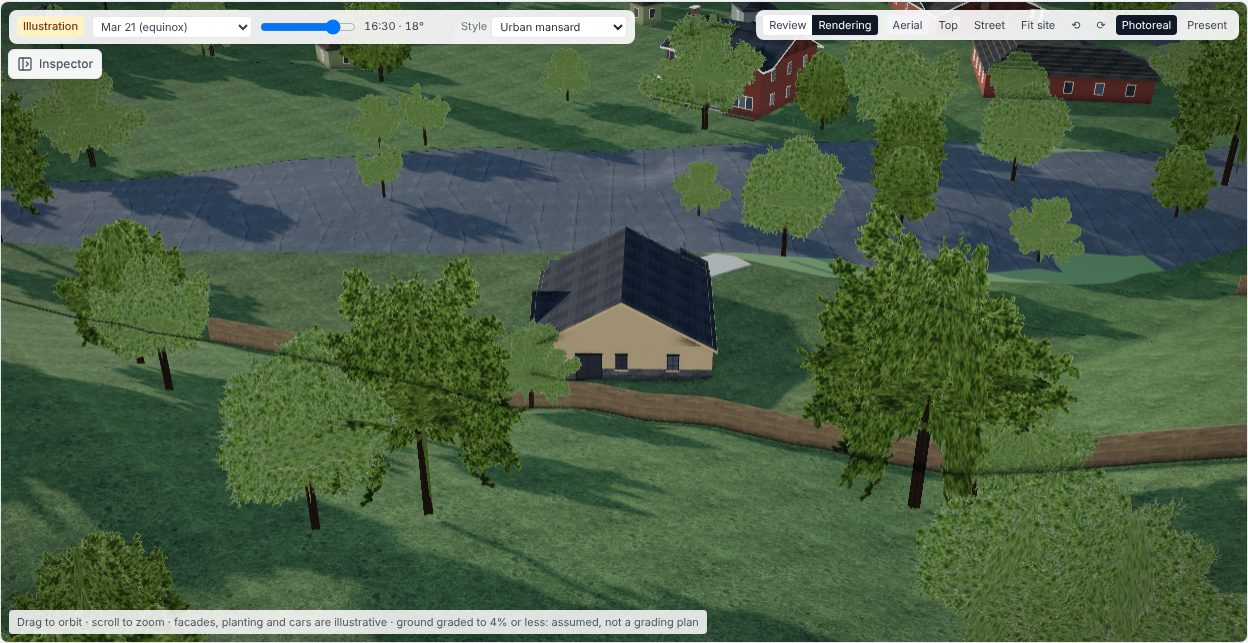 Illustration
Mar 21 (equinox)
16:30 · 18°
Style
Urban mansard
Review
Rendering
Aerial
Top
Street
Fit site
Photoreal
Present
Inspector
Drag to orbit · scroll to zoom · facades, planting and cars are illustrative · ground graded to 4% or less: assumed, not a grading plan